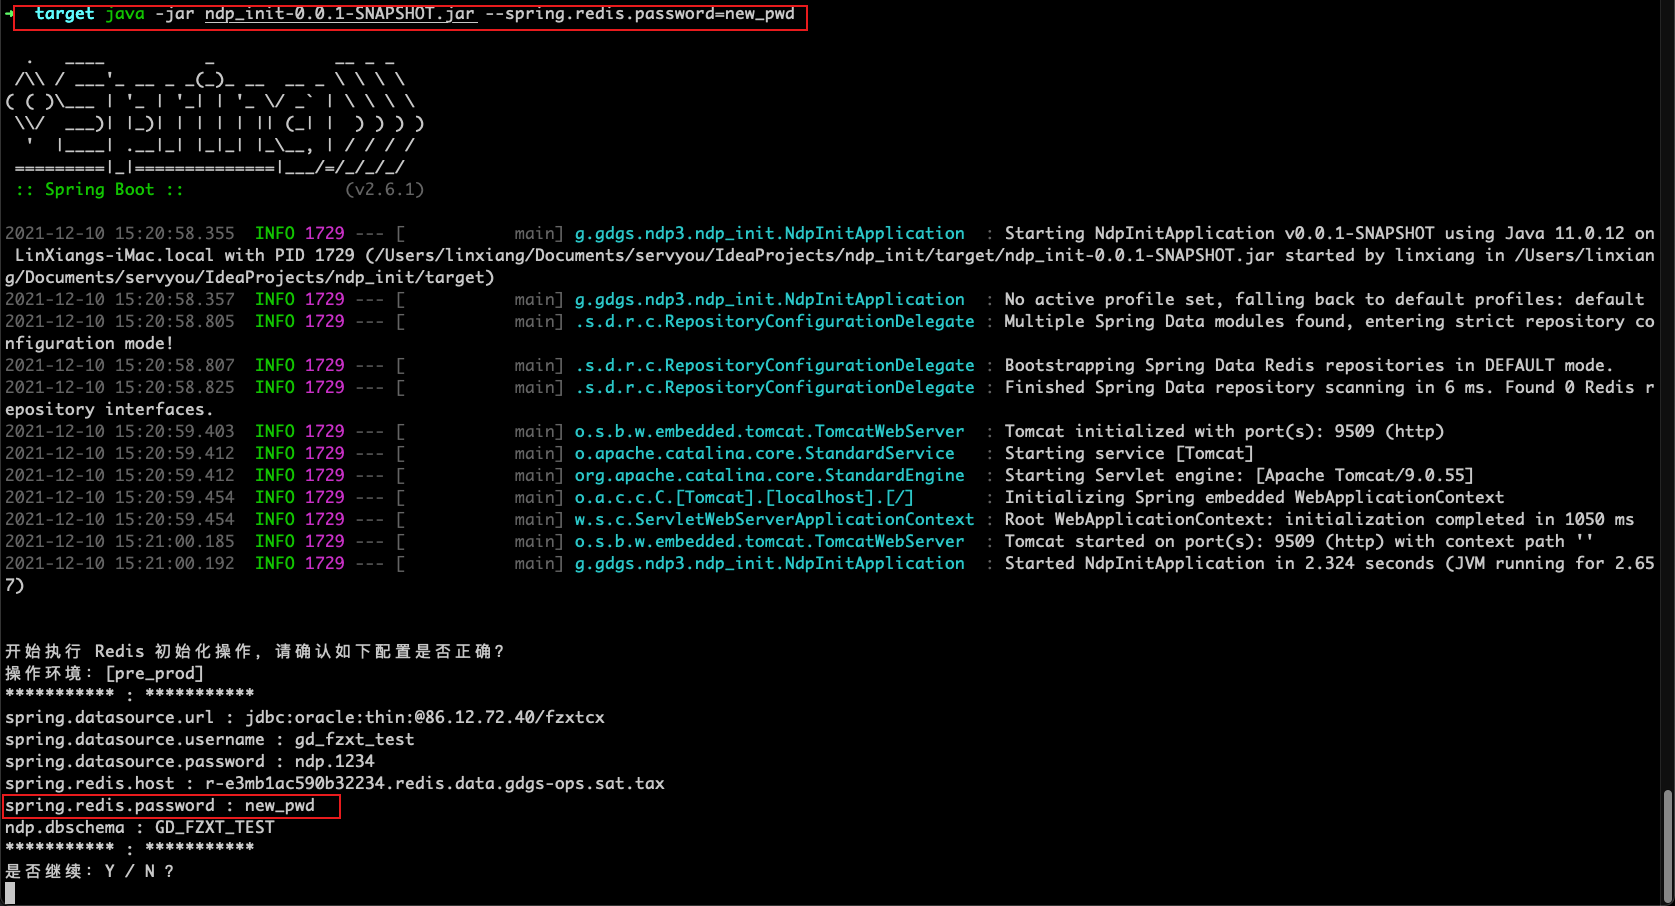 ➜  target java -jar ndp_init-0.0.1-SNAPSHOT.jar --spring.redis.password=new_pwd
  .   ____          _            __ _ _
 /\\ / ___'_ __ _ _(_)_ __  __ _ \ \ \ \
( ( )\___ | '_ | '_| | '_ \/ _` | \ \ \ \
 \\/  ___)| |_)| | | | | || (_| |  ) ) ) )
  '  |____| .__|_| |_|_| |_\__, | / / / /
 =========|_|==============|___/=/_/_/_/
 :: Spring Boot ::                (v2.6.1)
2021-12-10 15:20:58.355  INFO 1729 --- [           main] g.gdgs.ndp3.ndp_init.NdpInitApplication  : Starting NdpInitApplication v0.0.1-SNAPSHOT using Java 11.0.12 on
 LinXiangs-iMac.local with PID 1729 (/Users/linxiang/Documents/servyou/IdeaProjects/ndp_init/target/ndp_init-0.0.1-SNAPSHOT.jar started by linxiang in /Users/linxian
g/Documents/servyou/IdeaProjects/ndp_init/target)
2021-12-10 15:20:58.357  INFO 1729 --- [           main] g.gdgs.ndp3.ndp_init.NdpInitApplication  : No active profile set, falling back to default profiles: default
2021-12-10 15:20:58.805  INFO 1729 --- [           main] .s.d.r.c.RepositoryConfigurationDelegate : Multiple Spring Data modules found, entering strict repository co
nfiguration mode!
2021-12-10 15:20:58.807  INFO 1729 --- [           main] .s.d.r.c.RepositoryConfigurationDelegate : Bootstrapping Spring Data Redis repositories in DEFAULT mode.
2021-12-10 15:20:58.825  INFO 1729 --- [           main] .s.d.r.c.RepositoryConfigurationDelegate : Finished Spring Data repository scanning in 6 ms. Found 0 Redis r
epository interfaces.
2021-12-10 15:20:59.403  INFO 1729 --- [           main] o.s.b.w.embedded.tomcat.TomcatWebServer  : Tomcat initialized with port(s): 9509 (http)
2021-12-10 15:20:59.412  INFO 1729 --- [           main] o.apache.catalina.core.StandardService   : Starting service [Tomcat]
2021-12-10 15:20:59.412  INFO 1729 --- [           main] org.apache.catalina.core.StandardEngine  : Starting Servlet engine: [Apache Tomcat/9.0.55]
2021-12-10 15:20:59.454  INFO 1729 --- [           main] o.a.c.c.C.[Tomcat].[localhost].[/]       : Initializing Spring embedded WebApplicationContext
2021-12-10 15:20:59.454  INFO 1729 --- [           main] w.s.c.ServletWebServerApplicationContext : Root WebApplicationContext: initialization completed in 1050 ms
2021-12-10 15:21:00.185  INFO 1729 --- [           main] o.s.b.w.embedded.tomcat.TomcatWebServer  : Tomcat started on port(s): 9509 (http) with context path ''
2021-12-10 15:21:00.192  INFO 1729 --- [           main] g.gdgs.ndp3.ndp_init.NdpInitApplication  : Started NdpInitApplication in 2.324 seconds (JVM running for 2.65
7)
开始执行 Redis 初始化操作, 请确认如下配置是否正确?
操作环境: [pre_prod]
*********** : ***********
spring.datasource.url : jdbc:oracle:thin:@86.12.72.40/fzxtcx
spring.datasource.username : gd_fzxt_test
spring.datasource.password : ndp.1234
spring.redis.host : r-e3mb1ac590b32234.redis.data.gdgs-ops.sat.tax
spring.redis.password : new_pwd
ndp.dbschema : GD_FZXT_TEST
*********** : ***********
是否继续: Y / N ?